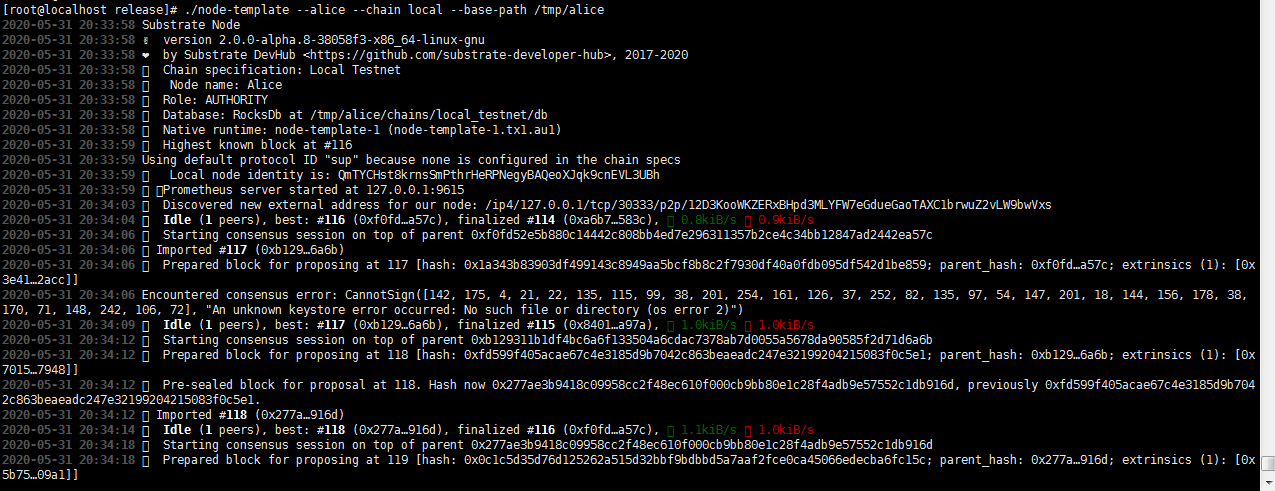 [root@localhost release]# ./node-template --alice --chain local --base-path /tmp/alice
2020-05-31 20:33:58 Substrate Node
2020-05-31 20:33:58 ✌ version 2.0.0-alpha.8-38058f3-x86_64-linux-gnu
2020-05-31 20:33:58 ❤ by Substrate DevHub <https://github.com/substrate-developer-hub>, 2017-2020
2020-05-31 20:33:58 Chain specification: Local Testnet
2020-05-31 20:33:58 Node name: Alice
2020-05-31 20:33:58 Role: AUTHORITY
2020-05-31 20:33:58 Database: RocksDb at /tmp/alice/chains/local_testnet/db
2020-05-31 20:33:58 Native runtime: node-template-1 (node-template-1.tx1.au1)
2020-05-31 20:33:59 Highest known block at #116
2020-05-31 20:33:59 Using default protocol ID "sup" because none is configured in the chain specs
2020-05-31 20:33:59 Local node identity is: QmTYCHst8krnsSmPthrHeRPNegyBAQeoXJqk9cnEVL3UBh
2020-05-31 20:33:59 Prometheus server started at 127.0.0.1:9615
2020-05-31 20:34:03 Discovered new external address for our node: /ip4/127.0.0.1/tcp/30333/p2p/12D3KooWKZERxBHpd3MLYFW7eGdueGaoTAXC1brwuZ2vLW9bwVxs
2020-05-31 20:34:04 Idle (1 peers), best: #116 (0xf0fd…a57c), finalized #114 (0xa6b7…583c), 0.8kiB/s 0.9kiB/s
2020-05-31 20:34:06 Starting consensus session on top of parent 0xf0fd52e5b880c14442c808bb4ed7e296311357b2ce4c34bb12847ad2442ea57c
2020-05-31 20:34:06 Imported #117 (0xb129…6a6b)
2020-05-31 20:34:06 Prepared block for proposing at 117 [hash: 0x1a343b83903df499143c8949aa5bcf8b8c2f7930df40a0fdb095df542d1be859; parent_hash: 0xf0fd…a57c; extrinsics (1): [0x
3e41…2acc]]
2020-05-31 20:34:06 Encountered consensus error: CannotSign([142, 175, 4, 21, 22, 135, 115, 99, 38, 201, 254, 161, 126, 37, 252, 82, 135, 97, 54, 147, 201, 18, 144, 156, 178, 38,
170, 71, 148, 242, 106, 72], "An unknown keystore error occurred: No such file or directory (os error 2)")
2020-05-31 20:34:09 Idle (1 peers), best: #117 (0xb129…6a6b), finalized #115 (0x8401…a97a), 1.0kiB/s 1.0kiB/s
2020-05-31 20:34:12 Starting consensus session on top of parent 0xb129311b1df4bc6a6f133504a6cdac7378ab7d0055a5678da90585f2d71d6a6b
2020-05-31 20:34:12 Prepared block for proposing at 118 [hash: 0xfd599f405acae67c4e3185d9b7042c863beaeadc247e32199204215083f0c5e1; parent_hash: 0xb129…6a6b; extrinsics (1): [0x
7015…7948]]
2020-05-31 20:34:12 Pre-sealed block for proposal at 118. Hash now 0x277ae3b9418c09958cc2f48ec610f000cb9bb80e1c28f4adb9e57552c1db916d, previously 0xfd599f405acae67c4e3185d9b704
2c863beaeadc247e32199204215083f0c5e1.
2020-05-31 20:34:12 Imported #118 (0x277a…916d)
2020-05-31 20:34:14 Idle (1 peers), best: #118 (0x277a…916d), finalized #116 (0xf0fd…a57c), 1.1kiB/s 1.0kiB/s
2020-05-31 20:34:18 Starting consensus session on top of parent 0x277ae3b9418c09958cc2f48ec610f000cb9bb80e1c28f4adb9e57552c1db916d
2020-05-31 20:34:18 Prepared block for proposing at 119 [hash: 0x0c1c5d35d76d125262a515d32bbf9bdbbd5a7aaf2fce0ca45066edecba6fc15c; parent_hash: 0x277a…916d; extrinsics (1): [0x
5b75…09a1]]